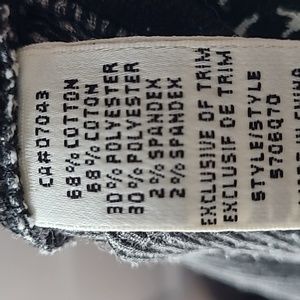 CA#07043
68% COTTON
68% COTON
30% POLYESTER
30% POLYESTER
2% SPANDEX
2% SPANDEX
EXCLUSIVE OF TRIM
EXCLUSIF DE TRIM
STYLE/STYLE
5706Q70